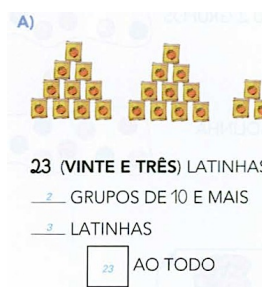 A)
23 (VINTE E TRÊS) LATINHAS
2 GRUPOS DE 10 E MAIS
3 LATINHAS
23 AO TODO